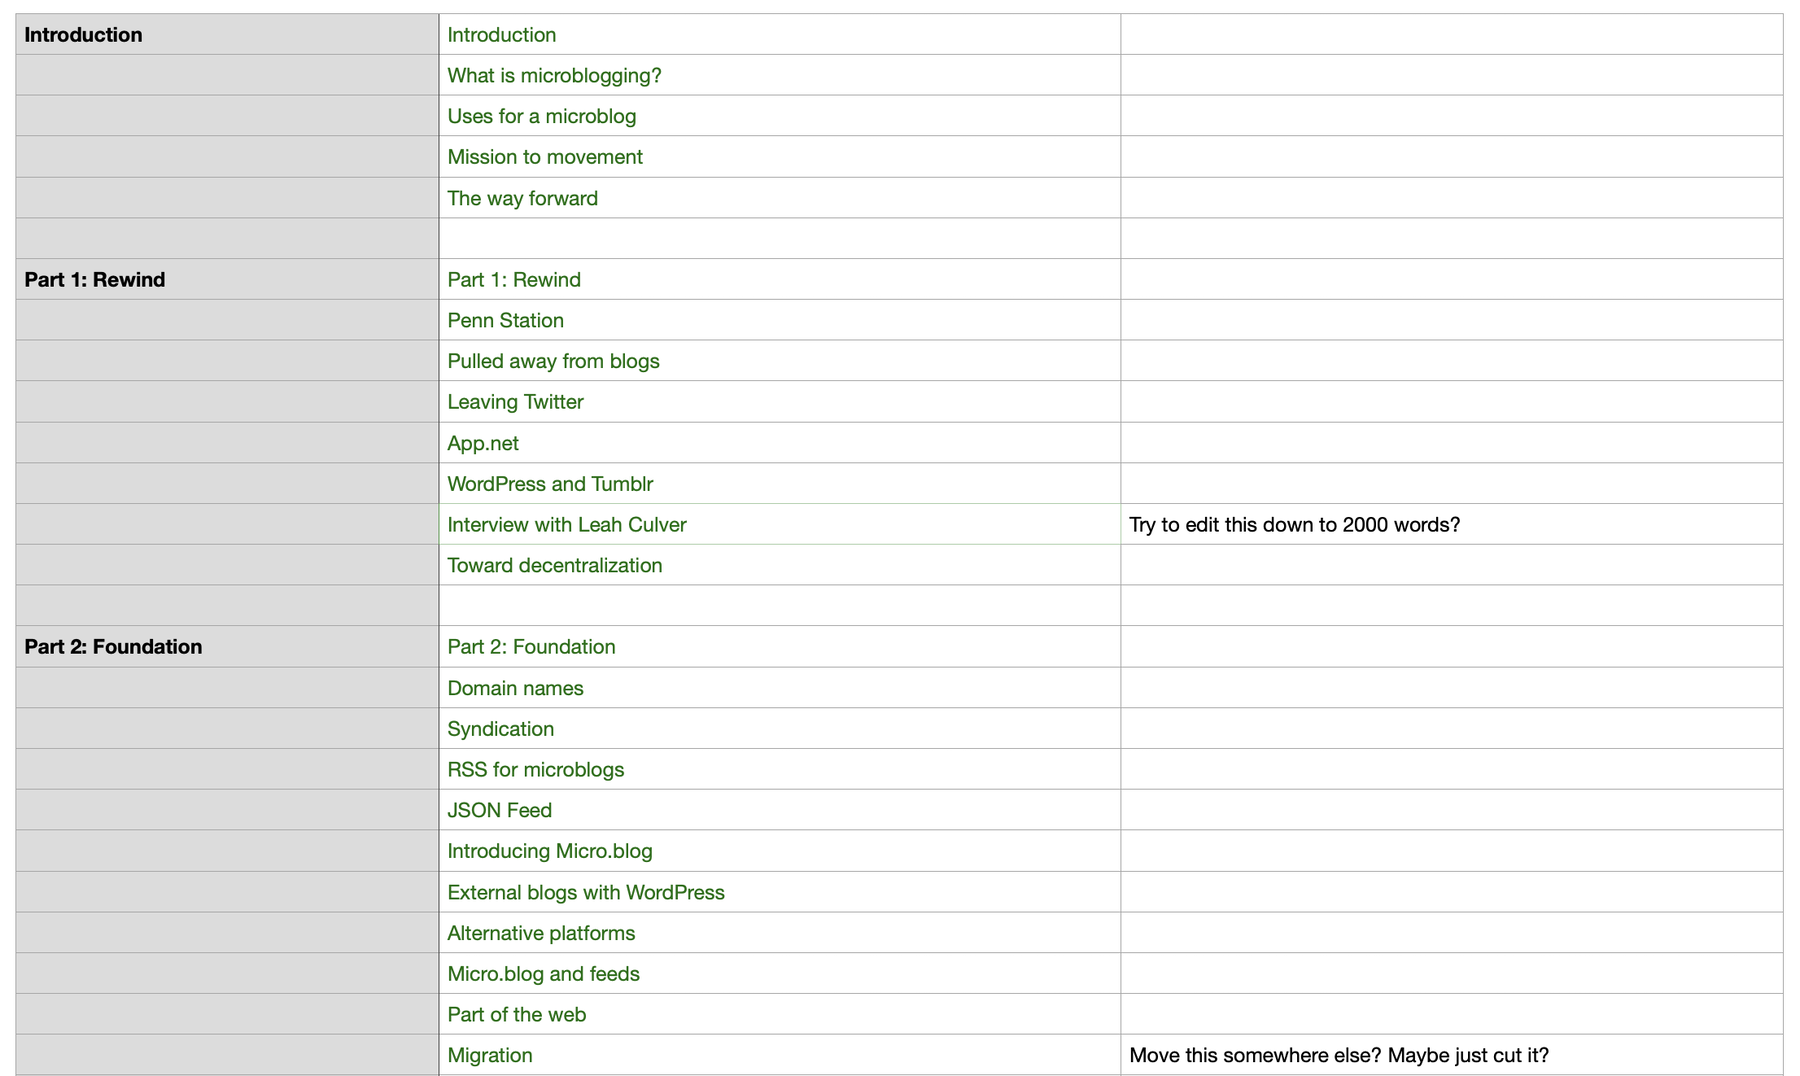 Introduction Introduction
What is microblogging?
Uses for a microblog
Mission to movement
The way forward
Part 1: Rewind Part 1: Rewind
Penn Station
Pulled away from blogs
Leaving Twitter
App.net
WordPress and Tumblr
Interview with Leah Culver Try to edit this down to 2000 words?
Toward decentralization
Part 2: Foundation Part 2: Foundation
Domain names
Syndication
RSS for microblogs
JSON Feed
Introducing Micro.blog
External blogs with WordPress
Alternative platforms
Micro.blog and feeds
Part of the web
Migration Move this somewhere else? Maybe just cut it?